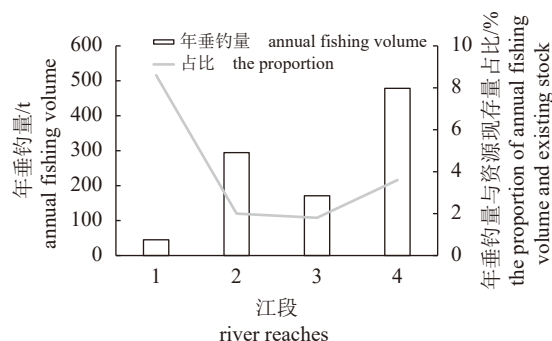 年垂钓量 annual fishing volume
占比 the proportion
600
500
400
300
200
100
0
年垂钓量/t
annual fishing volume
10
8
6
4
2
0
年垂钓量与资源现存量占比/%
the proportion of annual fishing
volume and existing stock
1 2 3 4
江段
river reaches